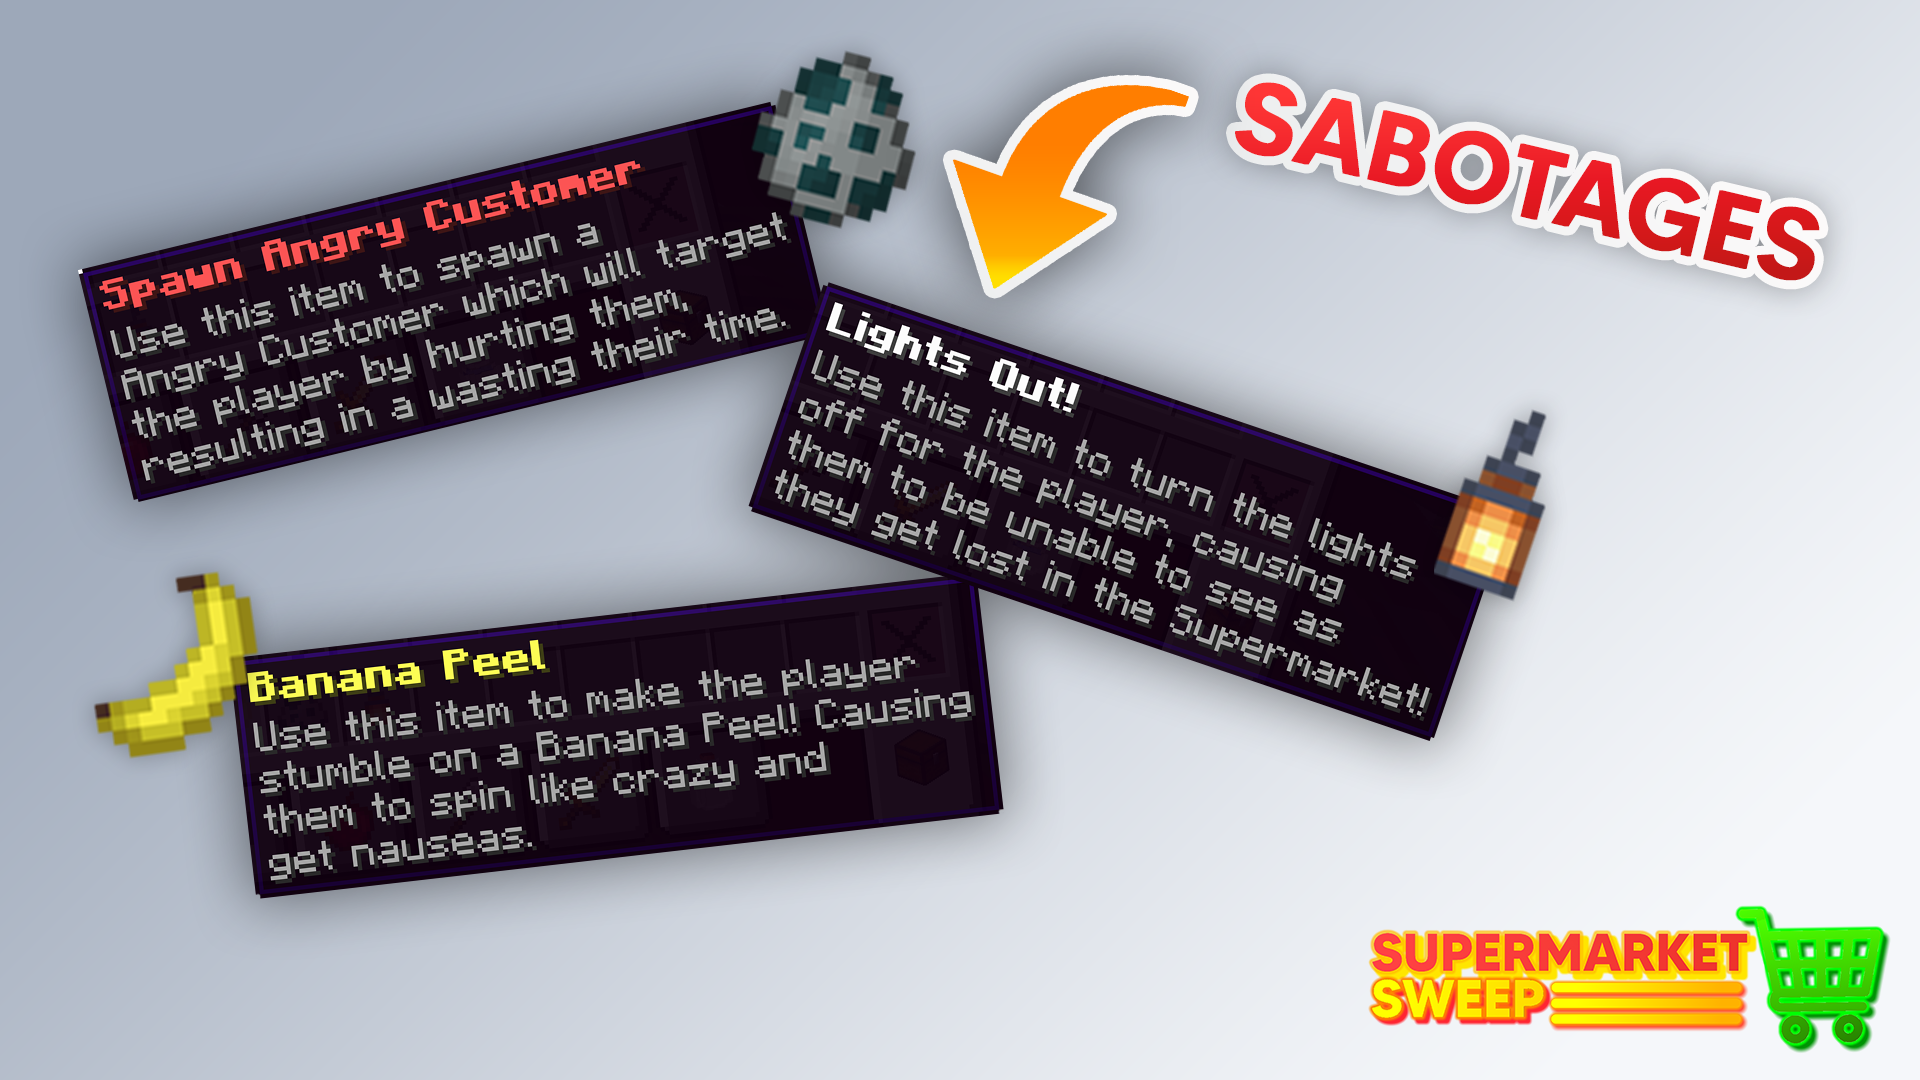 SABOTAGES
Spawn Angry Customer
Use this item to spawn a
Angry Customer which will target
the player by hurting them,
resulting in a wasting their time.
Lights Out!
Use this item to turn the lights
off for the player, causing
them to be unable to see as
they get lost in the Supermarket!
Banana Peel
Use this item to make the player
stumble on a Banana Peel! Causing
them to spin like crazy and
get nauseas.
SUPERMARKET
SWEEP